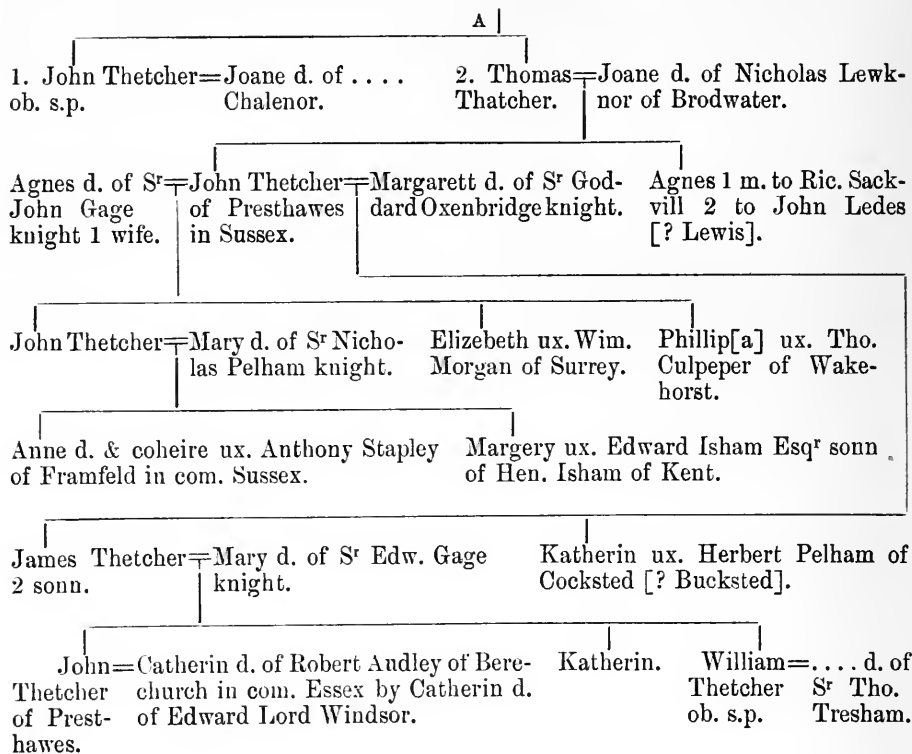 A
1. John Thetcher=Joane d. of . . . .
ob. s.p. Chalenor.
2. Thomas=Joane d. of Nicholas Lewk-
Thatcher. nor of Brodwater.
Agnes d. of Sʳ=John Thetcher=Margarett d. of Sʳ God-
John Gage of Presthawes dard Oxenbridge knight.
knight 1 wife. in Sussex.
Agnes 1 m. to Ric. Sack-
vill 2 to John Ledes
[? Lewis].
John Thetcher=Mary d. of Sʳ Nicho-
las Pelham knight.
Elizebeth ux. Wim.
Morgan of Surrey.
Phillip[a] ux. Tho.
Culpeper of Wake-
horst.
Anne d. & coheire ux. Anthony Stapley
of Framfeld in com. Sussex.
Margery ux. Edward Isham Esqʳ sonn
of Hen. Isham of Kent.
James Thetcher=Mary d. of Sʳ Edw. Gage
2 sonn. knight.
Katherin ux. Herbert Pelham of
Cocksted [? Bucksted].
John=Catherin d. of Robert Audley of Bere-
Thetcher church in com. Essex by Catherin d.
of Prest- of Edward Lord Windsor.
hawes.
Katherin.
William=. . . . d. of
Thetcher Sʳ Tho.
ob. s.p. Tresham.